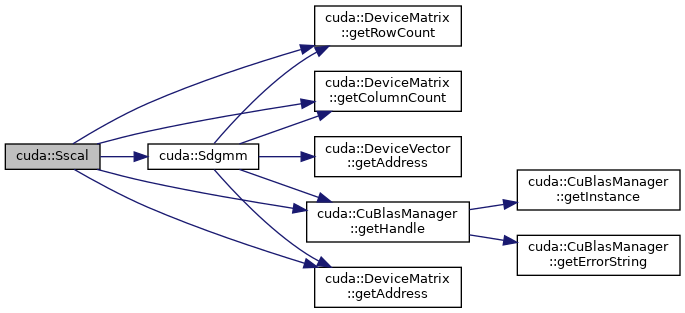 cuda::Sscal
cuda::Sdgmm
cuda::DeviceMatrix
::getRowCount
cuda::DeviceMatrix
::getColumnCount
cuda::DeviceVector
::getAddress
cuda::CuBlasManager
::getHandle
cuda::DeviceMatrix
::getAddress
cuda::CuBlasManager
::getInstance
cuda::CuBlasManager
::getErrorString